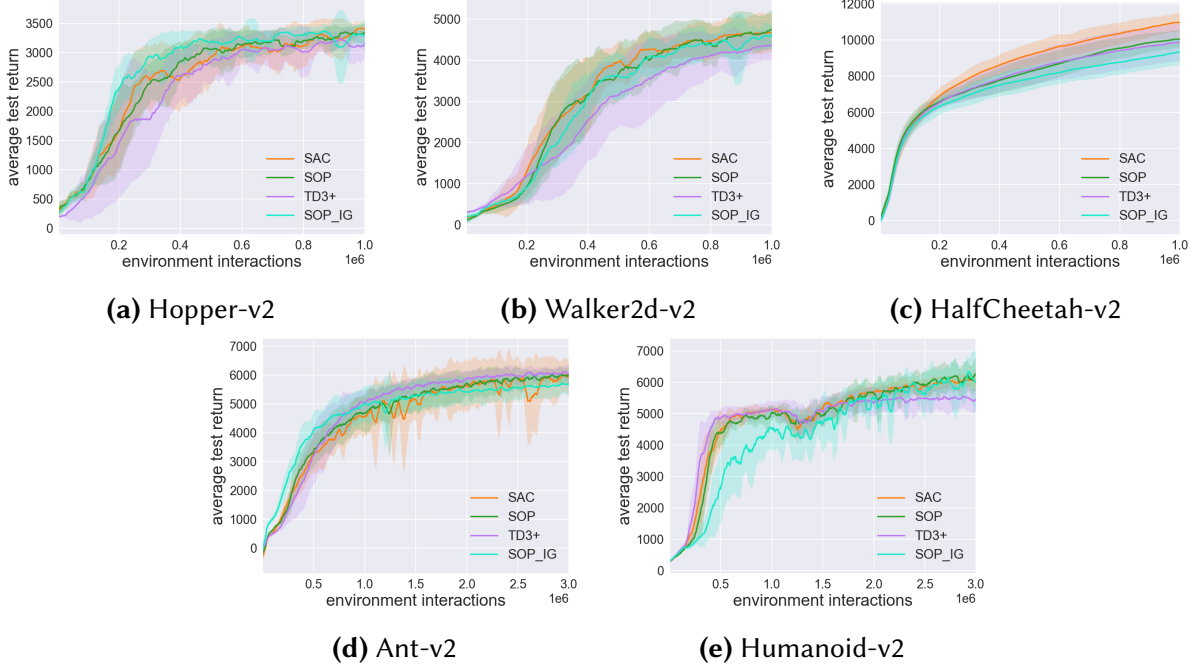 3500
3000
2500
2000
1500
1000
500
0
average test return
SAC
SOP
TD3+
SOP_IG
0.2 0.4 0.6 0.8 1.0
environment interactions 1e6
(a) Hopper-v2
5000
4000
3000
2000
1000
0
average test return
SAC
SOP
TD3+
SOP_IG
0.2 0.4 0.6 0.8 1.0
environment interactions 1e6
(b) Walker2d-v2
12000
10000
8000
6000
4000
2000
0
average test return
SAC
SOP
TD3+
SOP_IG
0.2 0.4 0.6 0.8 1.0
environment interactions 1e6
(c) HalfCheetah-v2
7000
6000
5000
4000
3000
2000
1000
0
average test return
SAC
SOP
TD3+
SOP_IG
0.5 1.0 1.5 2.0 2.5 3.0
environment interactions 1e6
(d) Ant-v2
7000
6000
5000
4000
3000
2000
1000
0
average test return
SAC
SOP
TD3+
SOP_IG
0.5 1.0 1.5 2.0 2.5 3.0
environment interactions 1e6
(e) Humanoid-v2